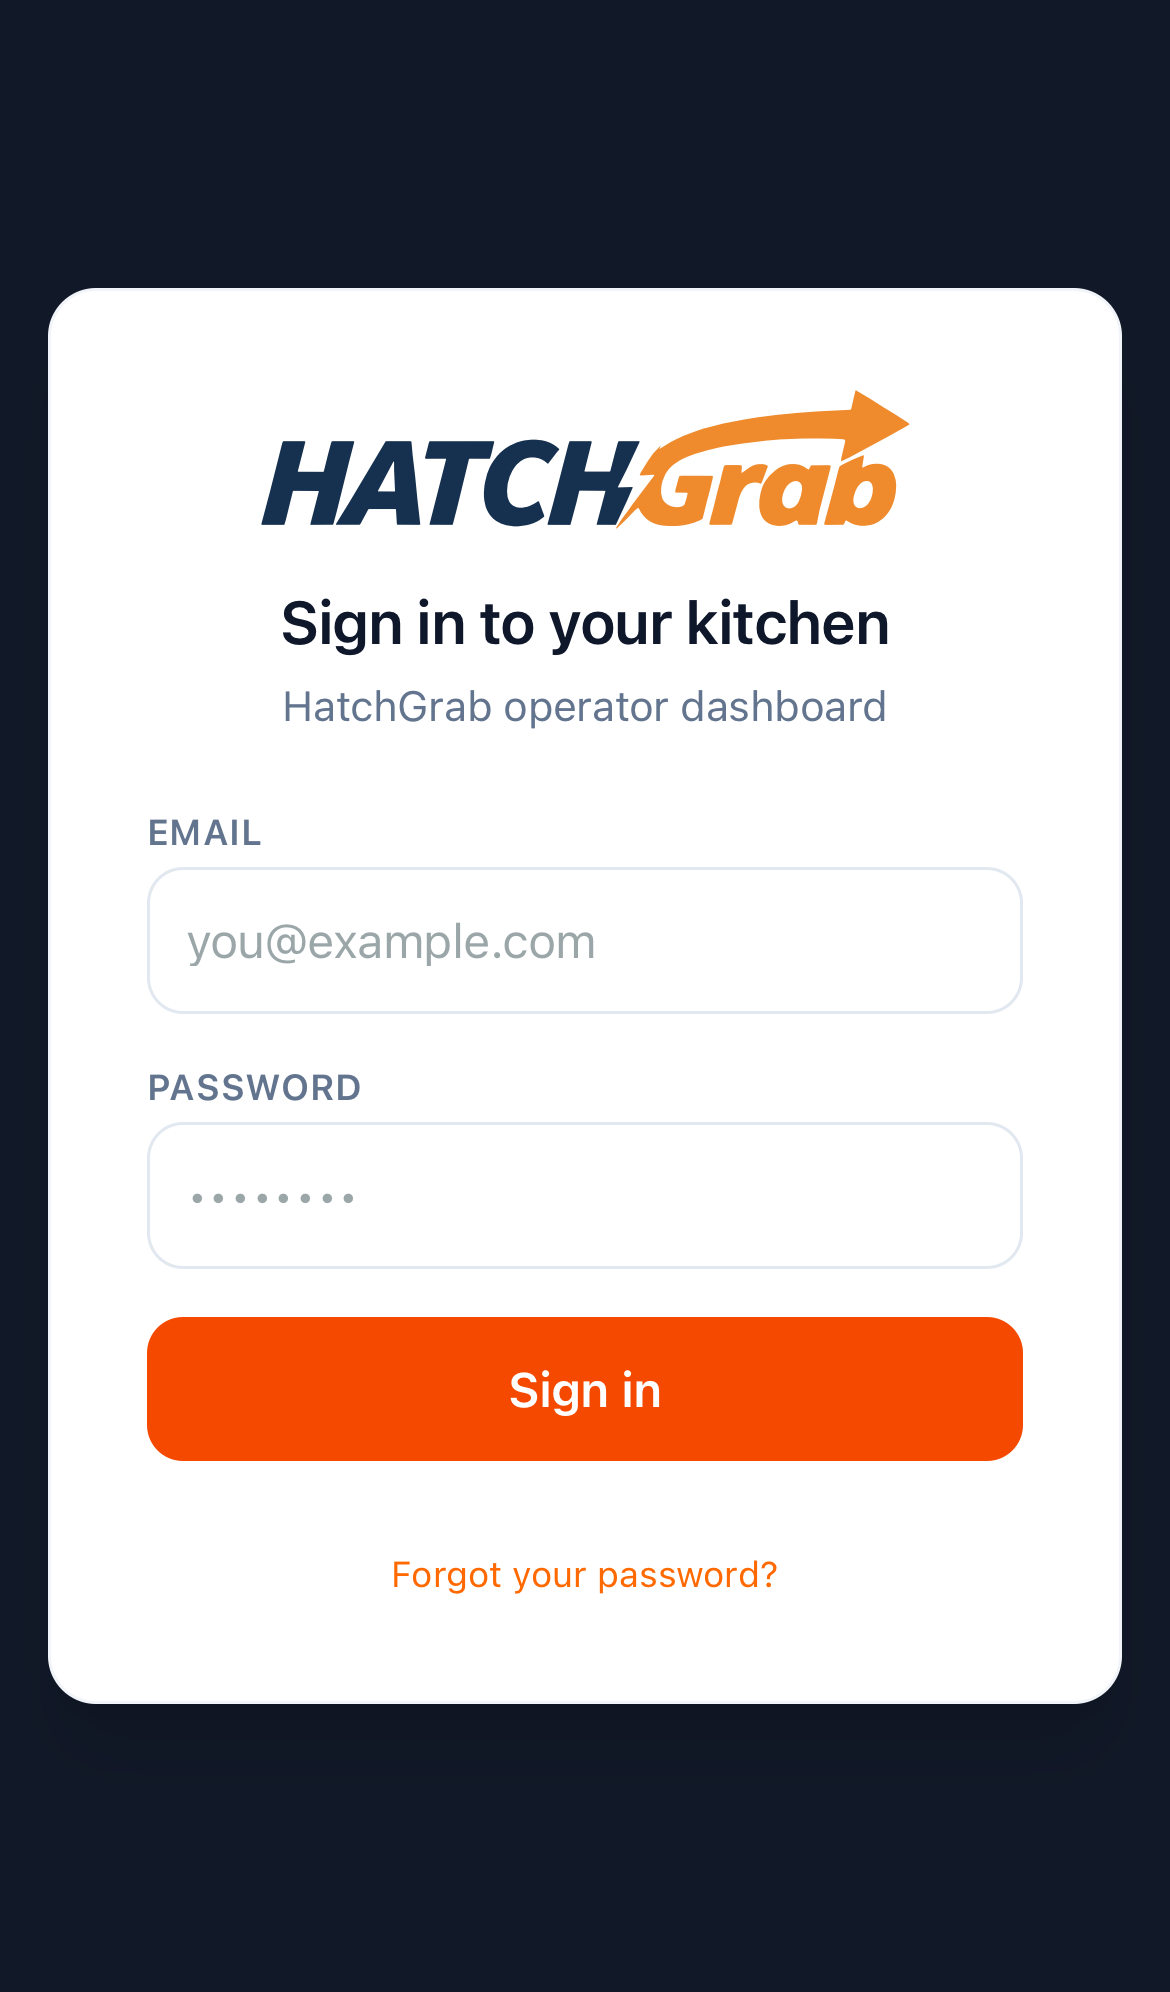 HATCHGrab
Sign in to your kitchen
HatchGrab operator dashboard
EMAIL
you@example.com
PASSWORD
••••••••
Sign in
Forgot your password?